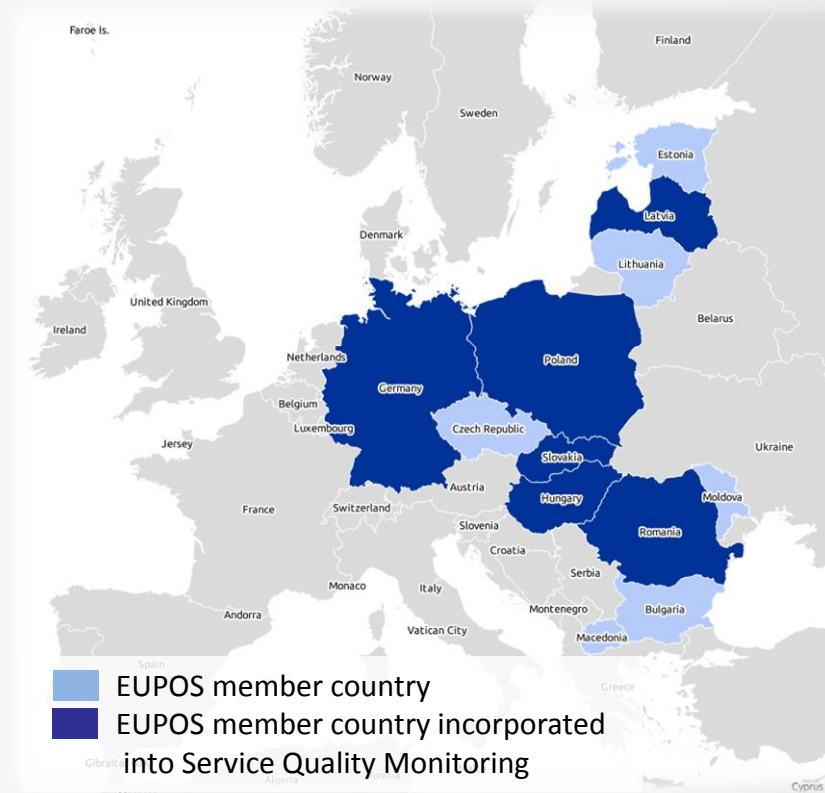 Faroe Is.
Finland
Norway
Sweden
Estonia
Latvia
Denmark
Lithuania
United Kingdom
Belarus
Ireland
Netherlands
Poland
Germany
Belgium
Luxembourg
Czech Republic
Jersey
Ukraine
Slovakia
Austria
Hungary
Moldova
France
Switzerland
Slovenia
Romania
Croatia
Serbia
Monaco
Italy
Montenegro
Bulgaria
Andorra
Vatican City
Macedonia
Spain
EUPOS member country
Greece
EUPOS member country incorporated
into Service Quality Monitoring
Algeria
Tunisia
Cyprus